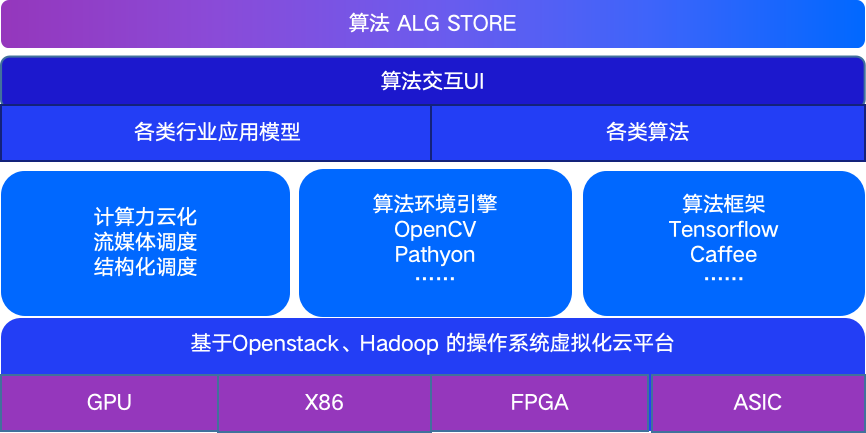 算法 ALG STORE
算法交互UI
各类行业应用模型
各类算法
计算力云化
流媒体调度
结构化调度
算法环境引擎
OpenCV
Pathyon
……
算法框架
Tensorflow
Caffee
……
基于Openstack、Hadoop 的操作系统虚拟化云平台
GPU
X86
FPGA
ASIC